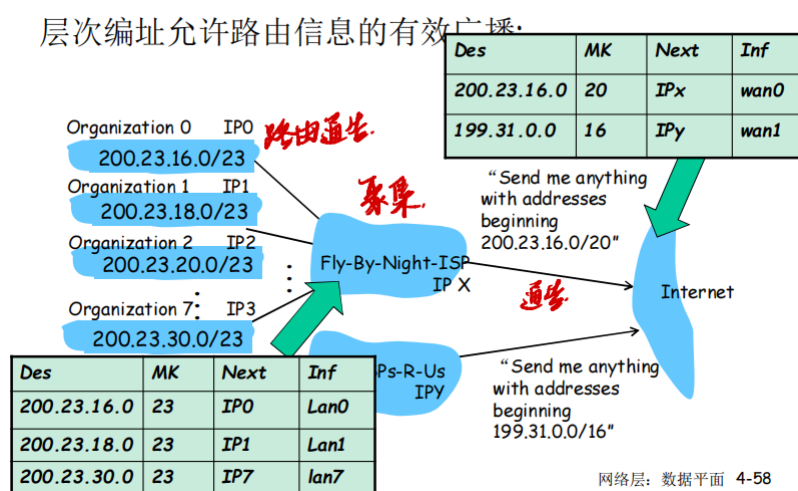 层次编址允许路由信息的有效广播:
Des MK Next Inf
200.23.16.0 20 IPx wan0
199.31.0.0 16 IPy wan1
Organization 0 IP0
路由通告.
200.23.16.0/23
Organization 1 IP1
200.23.18.0/23
聚集.
Organization 2 IP2
200.23.20.0/23
Organization 7 IP3
200.23.30.0/23
Fly-By-Night-ISP
IP X
“Send me anything
with addresses
beginning
200.23.16.0/20”
通告.
Internet
Ps-R-Us
IPY
“Send me anything
with addresses
beginning
199.31.0.0/16”
Des MK Next Inf
200.23.16.0 23 IP0 Lan0
200.23.18.0 23 IP1 Lan1
200.23.30.0 23 IP7 lan7
网络层：数据平面 4-58